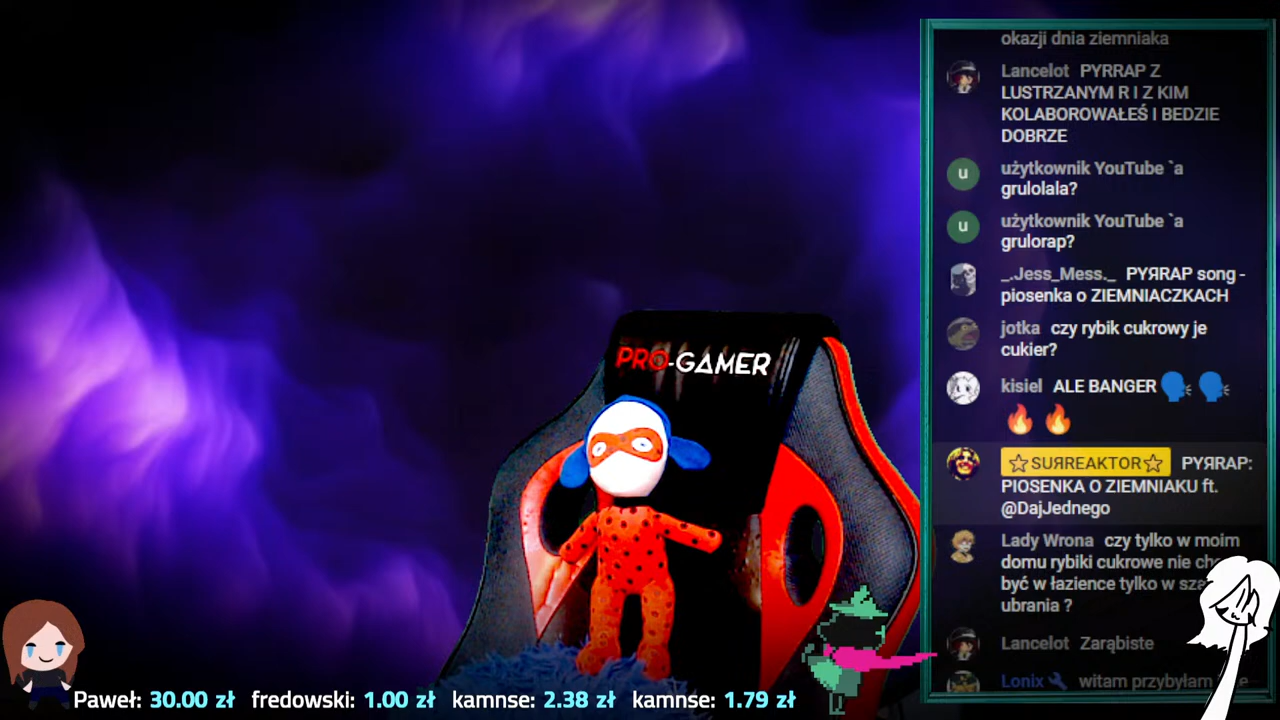 okazji dnia ziemniaka
Lancelot PYRRAP Z
LUSTRZANYM R I Z KIM
KOLABOROWAŁEŚ I BEDZIE
DOBRZE
u użytkownik YouTube `a
grulolala?
u użytkownik YouTube `a
grulorap?
_.Jess_Mess._ PYЯRAP song -
piosenka o ZIEMNIACZKACH
jotka czy rybik cukrowy je
cukier?
kisiel ALE BANGER 🗣️ 🗣️
🔥 🔥
☆SUЯREAKTOR☆ PYЯRAP:
PIOSENKA O ZIEMNIAKU ft.
@DajJednego
Lady Wrona czy tylko w moim
domu rybiki cukrowe nie
być w łazience tylko w
ubrania ?
Lancelot Zarąbiste
Lonix 🔧 witam przybyłam
PRO-GAMER
Paweł: 30.00 zł fredowski: 1.00 zł kamnse: 2.38 zł kamnse: 1.79 zł